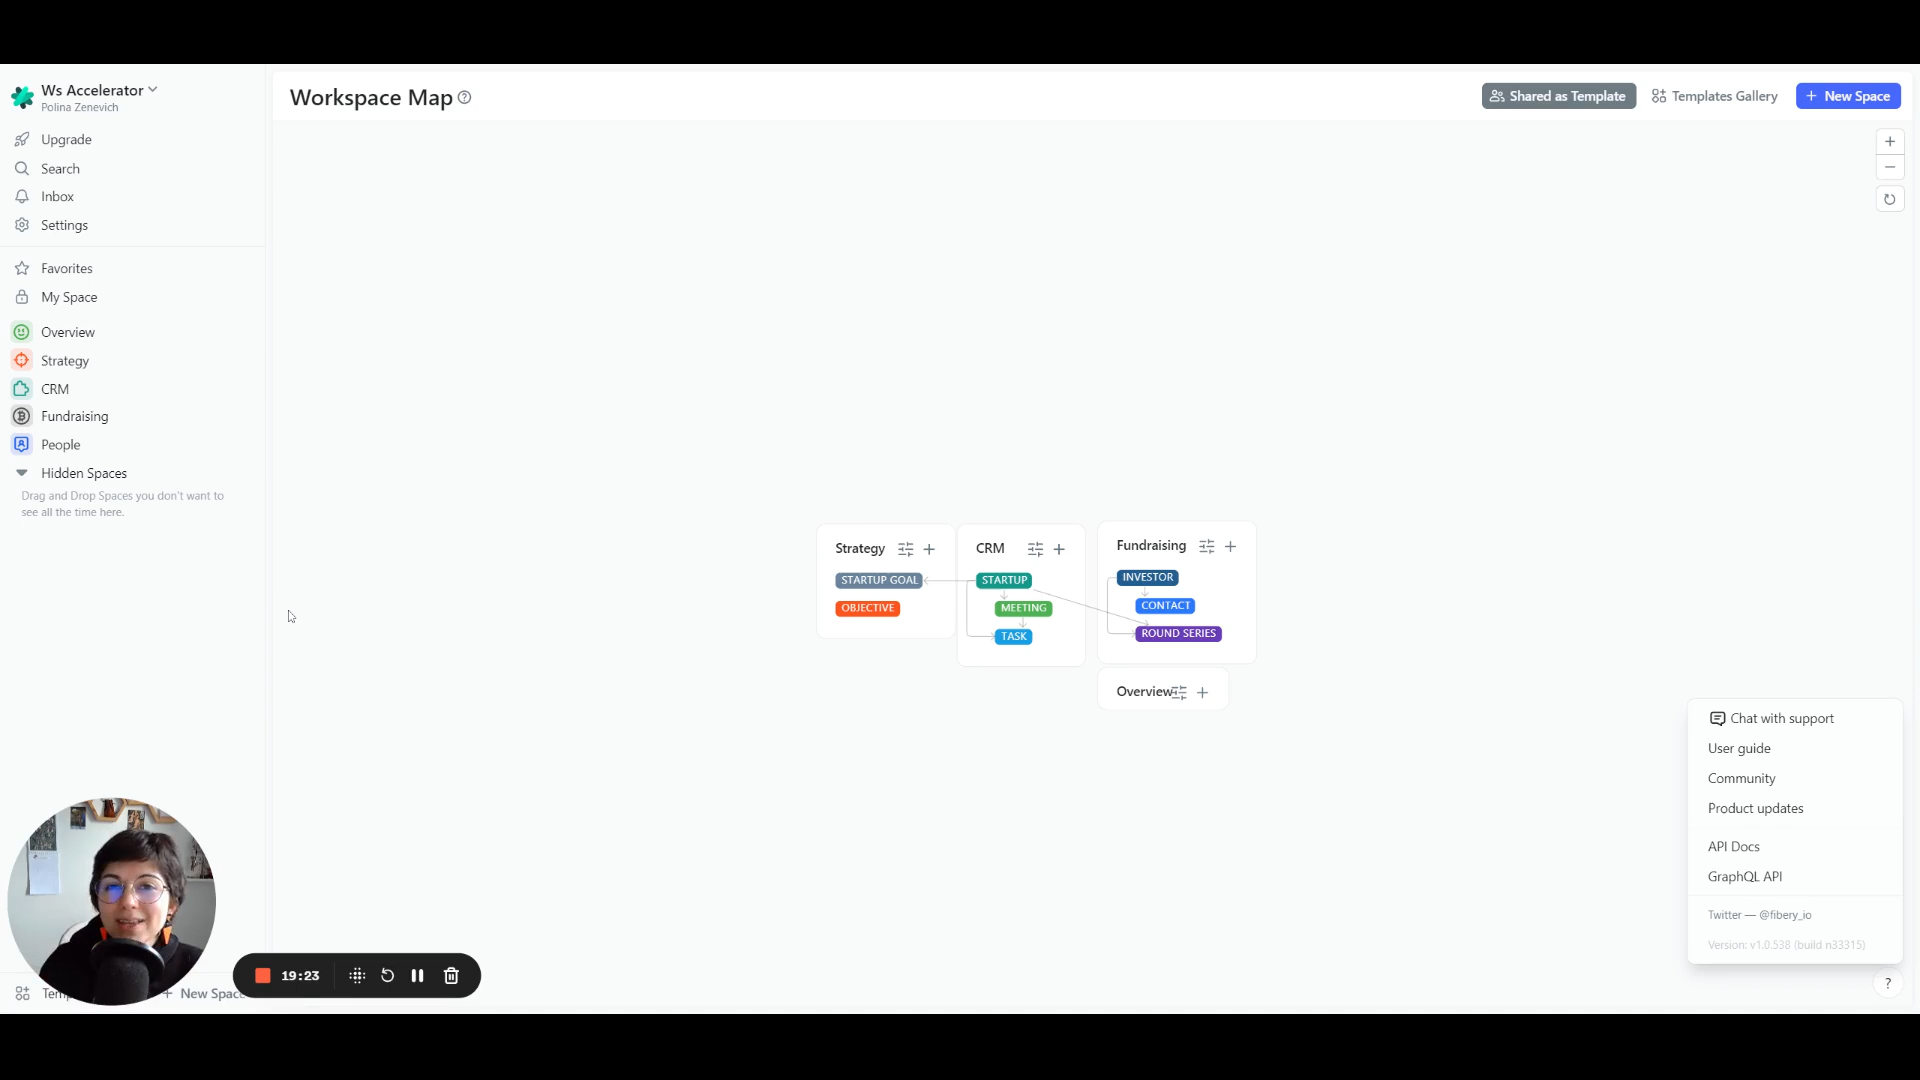 Ws Accelerator
Polina Zenevich
Upgrade
Search
Inbox
Settings
Favorites
My Space
Overview
Strategy
CRM
Fundraising
People
Hidden Spaces
Drag and Drop Spaces you don't want to
see all the time here.
New Space
19:23
Workspace Map ?
Shared as Template
Templates Gallery
+ New Space
Strategy
STARTUP GOAL
OBJECTIVE
CRM
STARTUP
MEETING
TASK
Fundraising
INVESTOR
CONTACT
ROUND SERIES
Overview
Chat with support
User guide
Community
Product updates
API Docs
GraphQL API
Twitter — @fibery_io
Version: v1.0.538 (build n33315)
?